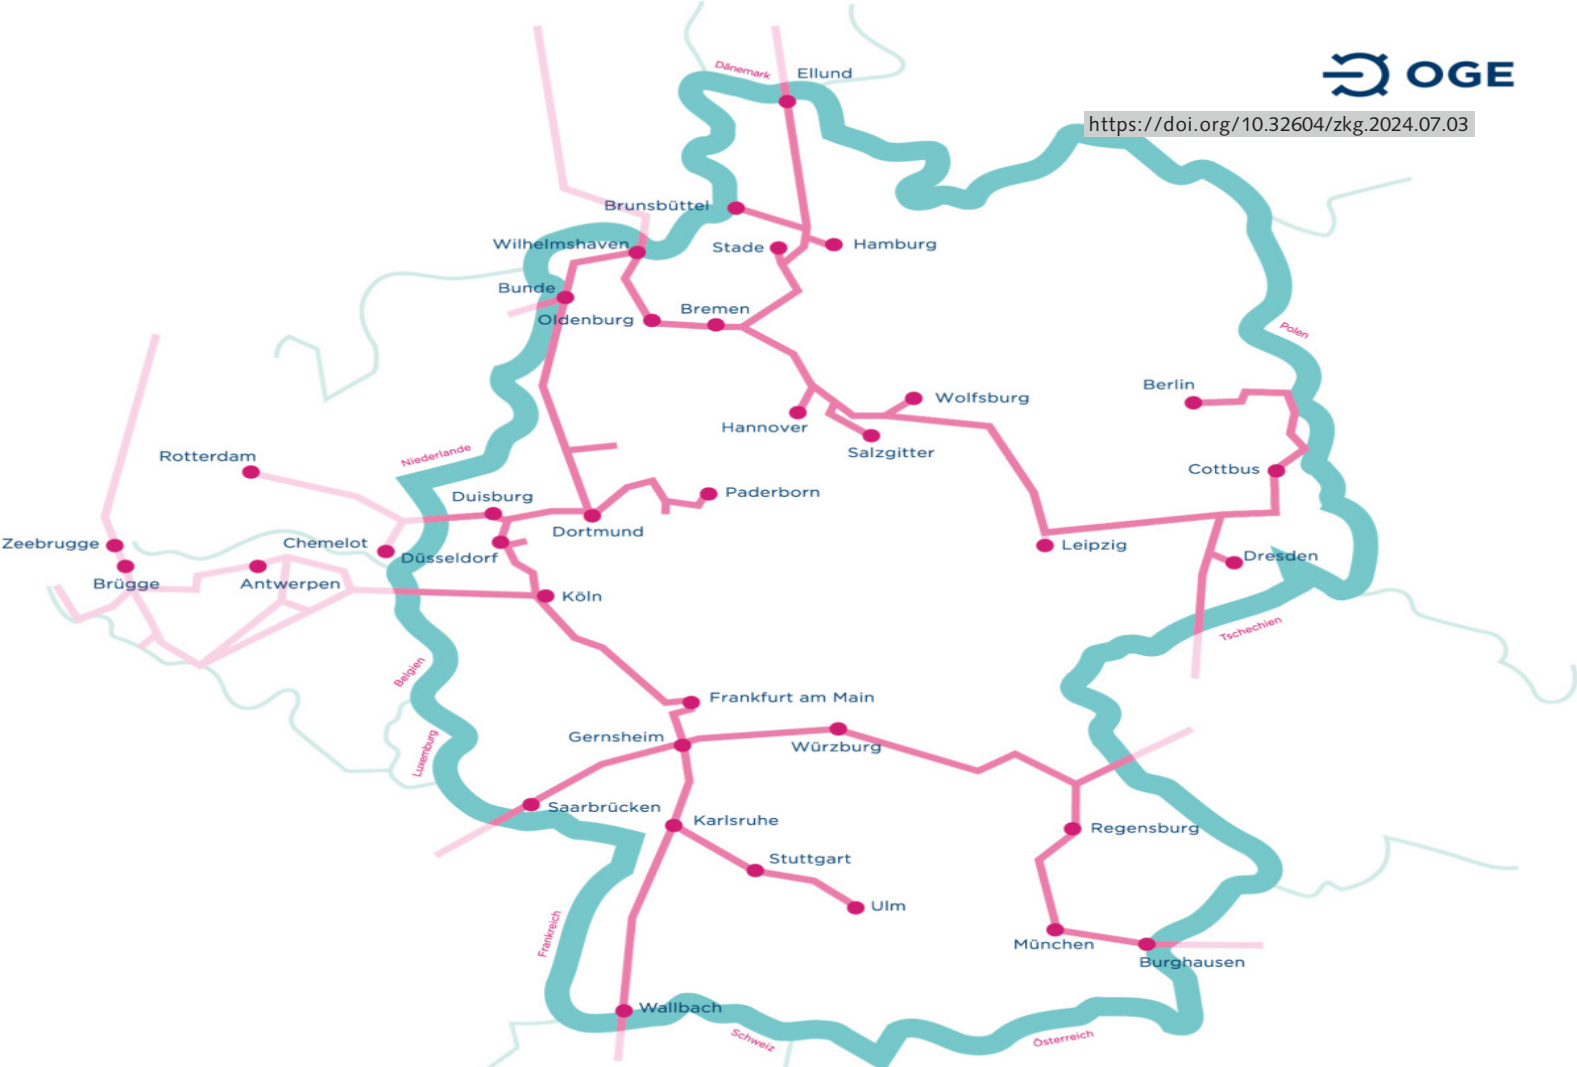 Dänemark
Ellund
OGE
https://doi.org/10.32604/zkg.2024.07.03
Brunsbüttel
Wilhelmshaven
Stade
Hamburg
Bunde
Oldenburg
Bremen
Polen
Berlin
Wolfsburg
Hannover
Salzgitter
Niederlande
Rotterdam
Cottbus
Duisburg
Paderborn
Dortmund
Zeebrugge
Chemelot
Düsseldorf
Leipzig
Dresden
Brügge
Antwerpen
Köln
Tschechien
Belgien
Frankfurt am Main
Luxemburg
Gernsheim
Würzburg
Saarbrücken
Karlsruhe
Regensburg
Stuttgart
Ulm
Frankreich
München
Burghausen
Wallbach
Schweiz
Österreich